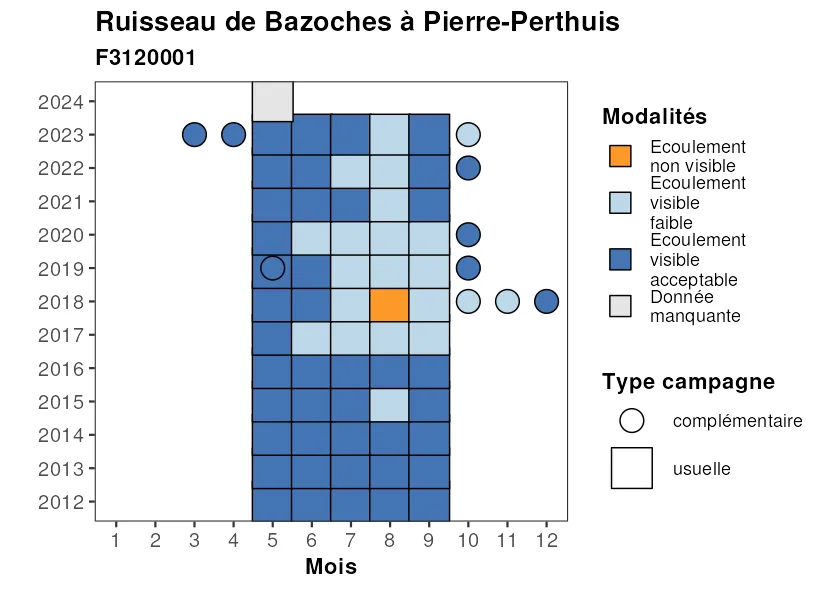 Ruisseau de Bazoches à Pierre-Perthuis
F3120001
2024
2023
2022
2021
2020
2019
2018
2017
2016
2015
2014
2013
2012
1 2 3 4 5 6 7 8 9 10 11 12
Mois
Modalités
Ecoulement
non visible
Ecoulement
visible
faible
Ecoulement
visible
acceptable
Donnée
manquante
Type campagne
complémentaire
usuelle